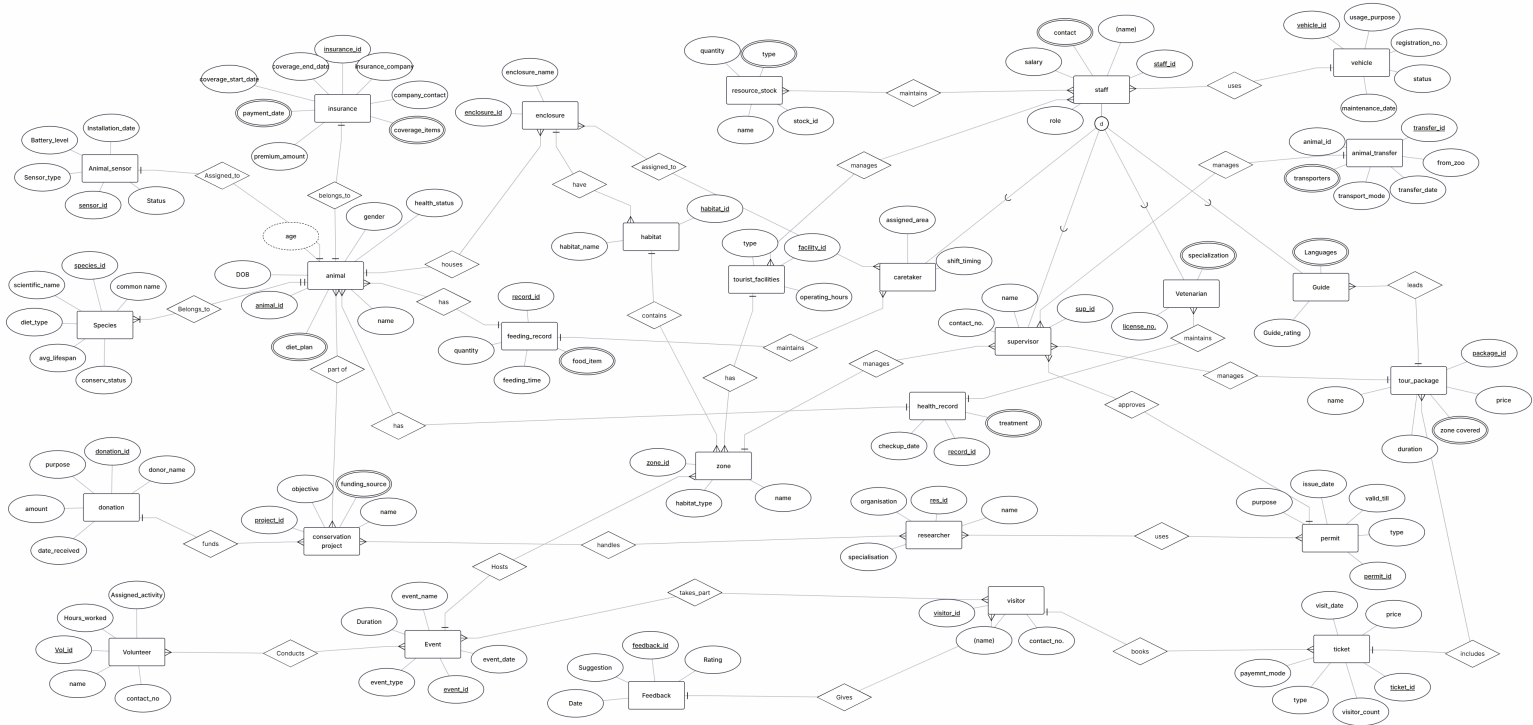 insurance_id
coverage_end_date
insurance_company
coverage_start_date
company_contact
payment_date
insurance
coverage_items
premium_amount
belongs_to
Battery_level
Installation_date
Animal_sensor
Sensor_type
sensor_id
Status
Assigned_to
age
gender
health_status
DOB
animal
animal_id
name
diet_plan
species_id
scientific_name
common name
diet_type
Species
avg_lifespan
conserv_status
Belongs_to
houses
has
part of
has
enclosure_name
enclosure_id
enclosure
have
assigned_to
habitat_id
habitat_name
habitat
contains
record_id
quantity
feeding_record
food_item
feeding_time
maintains
quantity
type
resource_stock
name
stock_id
maintains
contact
(name)
salary
staff_id
staff
role
d
uses
vehicle_id
usage_purpose
registration_no.
vehicle
status
maintenance_date
manages
manages
animal_id
transfer_id
animal_transfer
from_zoo
transporters
transport_mode
transfer_date
type
facility_id
tourist_facilities
operating_hours
has
assigned_area
caretaker
shift_timing
name
sup_id
contact_no.
supervisor
manages
manages
approves
specialization
Vetenarian
license_no.
maintains
Languages
Guide
Guide_rating
leads
package_id
tour_package
name
price
zone covered
duration
includes
health_record
treatment
checkup_date
record_id
zone_id
zone
habitat_type
name
Hosts
donation_id
purpose
donor_name
amount
donation
date_received
funds
objective
funding_source
project_id
name
conservation
project
handles
organisation
res_id
name
researcher
specialisation
uses
issue_date
purpose
valid_till
type
permit
permit_id
Assigned_activity
Hours_worked
Vol_id
Volunteer
name
contact_no
Conducts
event_name
Duration
Event
event_date
event_type
event_id
takes_part
visitor
visitor_id
(name)
contact_no.
books
Gives
feedback_id
Suggestion
Rating
Date
Feedback
visit_date
price
ticket
payemnt_mode
type
ticket_id
visitor_count